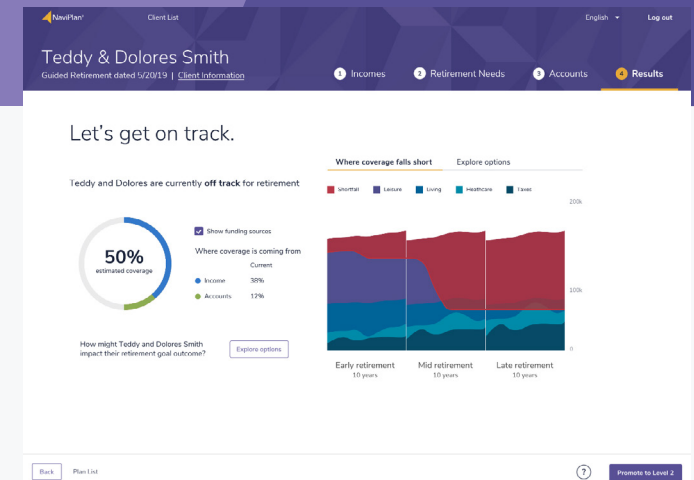 NaviPlan®
Client List
English
Log out
Teddy & Dolores Smith
Guided Retirement dated 5/20/19 | Client Information
1 Incomes
2 Retirement Needs
3 Accounts
4 Results
Let's get on track.
Where coverage falls short
Explore options
Teddy and Dolores are currently off track for retirement
Shortfall
Leisure
Living
Healthcare
Taxes
200k
Show funding sources
50%
estimated coverage
Where coverage is coming from
Current
Income 38%
Accounts 12%
100k
0
How might Teddy and Dolores Smith
impact their retirement goal outcome?
Explore options
Early retirement
10 years
Mid retirement
10 years
Late retirement
10 years
Back
Plan List
?
Promote to Level 2